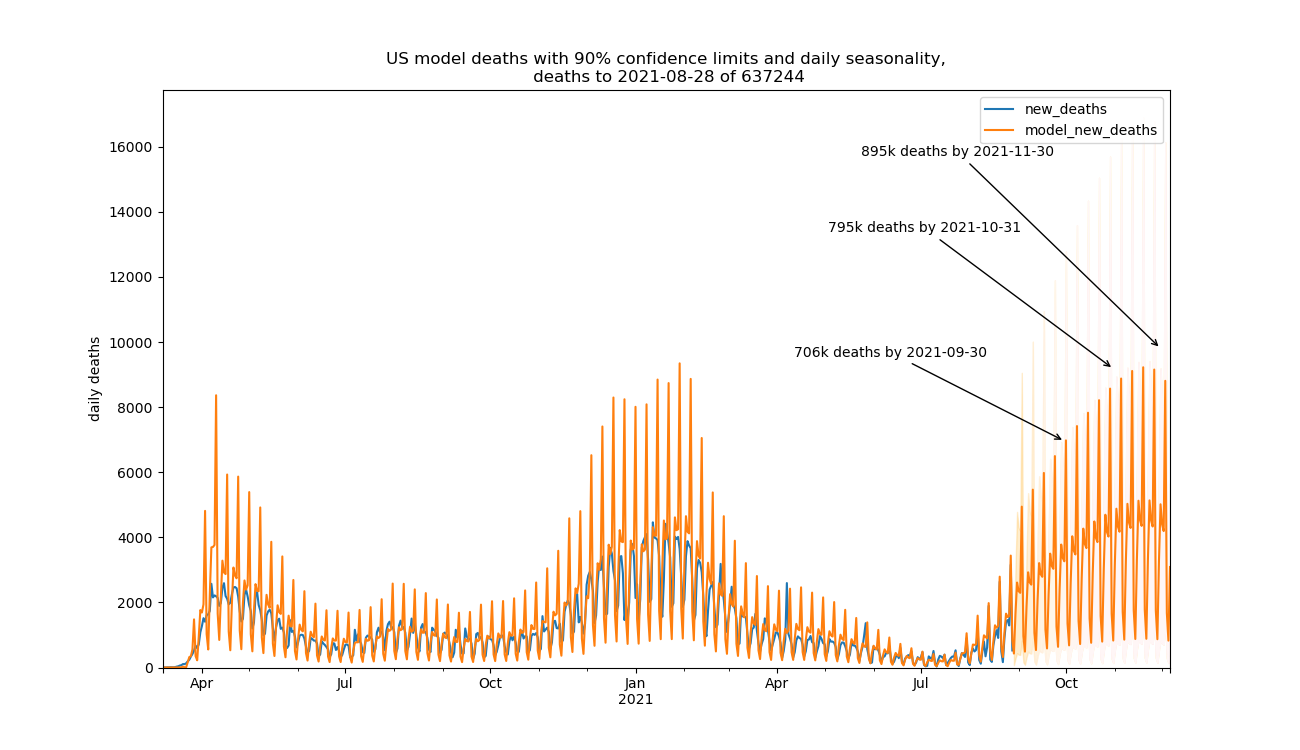 US model deaths with 90% confidence limits and daily seasonality,
deaths to 2021-08-28 of 637244
new_deaths
model_new_deaths
895k deaths by 2021-11-30
795k deaths by 2021-10-31
706k deaths by 2021-09-30
daily deaths
16000
14000
12000
10000
8000
6000
4000
2000
0
Apr
Jul
Oct
Jan
2021
Apr
Jul
Oct